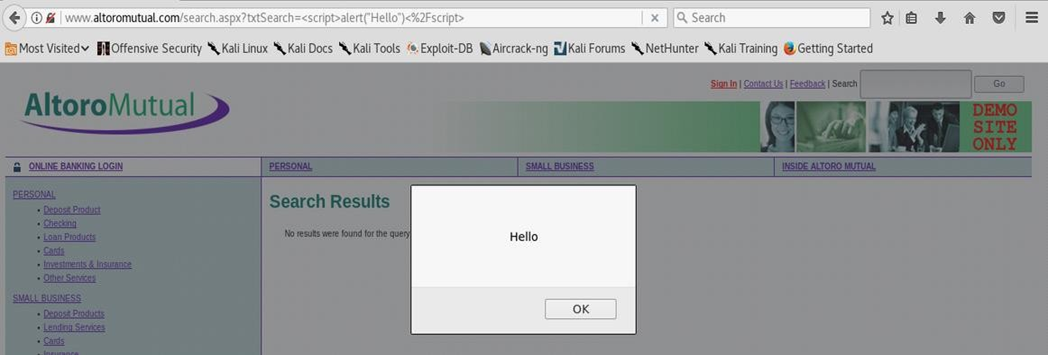 www.altoromutual.com/search.aspx?txtSearch=<script>alert("Hello")<%2Fscript>
Search
Most Visited
Offensive Security
Kali Linux
Kali Docs
Kali Tools
Exploit-DB
Aircrack-ng
Kali Forums
NetHunter
Kali Training
Getting Started
Sign In | Contact Us | Feedback | Search
Go
AltoroMutual
DEMO
SITE
ONLY
ONLINE BANKING LOGIN
PERSONAL
SMALL BUSINESS
INSIDE ALTORO MUTUAL
PERSONAL
Deposit Product
Checking
Loan Products
Cards
Investments & Insurance
Other Services
SMALL BUSINESS
Deposit Products
Lending Services
Cards
Insurance
Search Results
No results were found for the query
Hello
OK